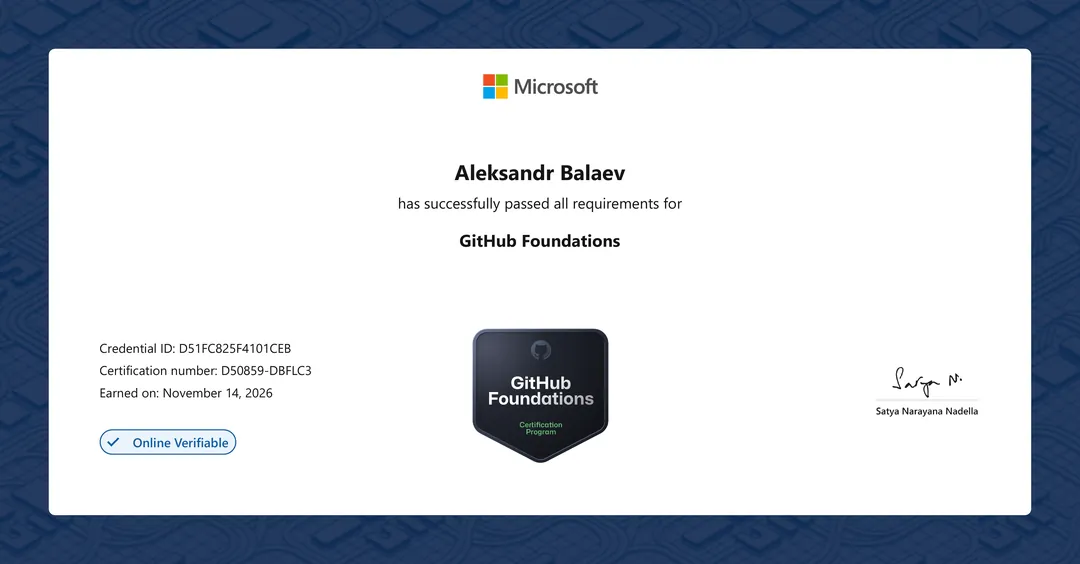 Microsoft
Aleksandr Balaev
has successfully passed all requirements for
GitHub Foundations
Credential ID: D51FC825F4101CEB
Certification number: D50859-DBFLC3
Earned on: November 14, 2026
Online Verifiable
GitHub
Foundations
Certification
Program
Satya N.
Satya Narayana Nadella